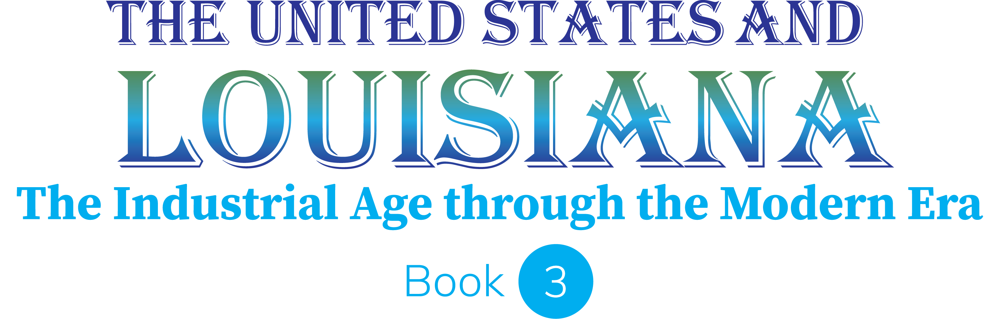 THE UNITED STATES AND
LOUISIANA
The Industrial Age through the Modern Era
Book 3